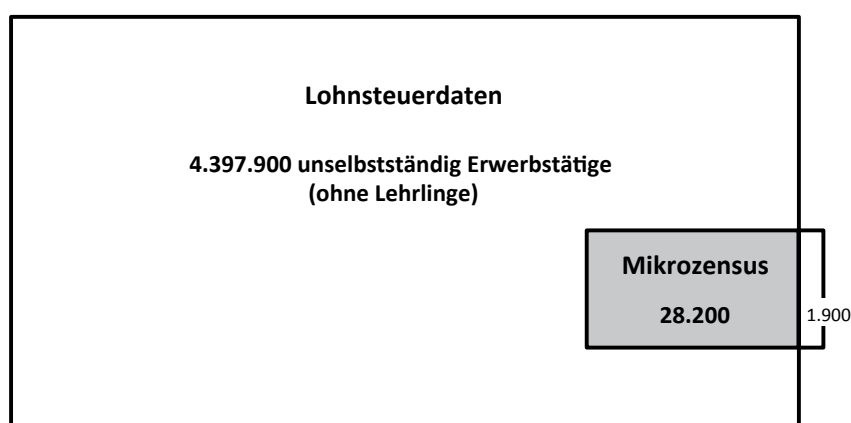 Lohnsteuerdaten
4.397.900 unselbstständig Erwerbstätige
(ohne Lehrlinge)
Mikrozensus
28.200
1.900